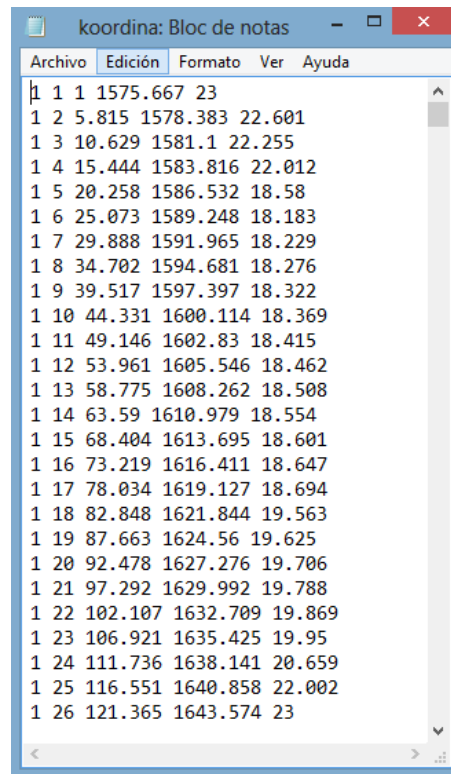 koordina: Bloc de notas
Archivo Edición Formato Ver Ayuda
1 1 1 1575.667 23
1 2 5.815 1578.383 22.601
1 3 10.629 1581.1 22.255
1 4 15.444 1583.816 22.012
1 5 20.258 1586.532 18.58
1 6 25.073 1589.248 18.183
1 7 29.888 1591.965 18.229
1 8 34.702 1594.681 18.276
1 9 39.517 1597.397 18.322
1 10 44.331 1600.114 18.369
1 11 49.146 1602.83 18.415
1 12 53.961 1605.546 18.462
1 13 58.775 1608.262 18.508
1 14 63.59 1610.979 18.554
1 15 68.404 1613.695 18.601
1 16 73.219 1616.411 18.647
1 17 78.034 1619.127 18.694
1 18 82.848 1621.844 19.563
1 19 87.663 1624.56 19.625
1 20 92.478 1627.276 19.706
1 21 97.292 1629.992 19.788
1 22 102.107 1632.709 19.869
1 23 106.921 1635.425 19.95
1 24 111.736 1638.141 20.659
1 25 116.551 1640.858 22.002
1 26 121.365 1643.574 23